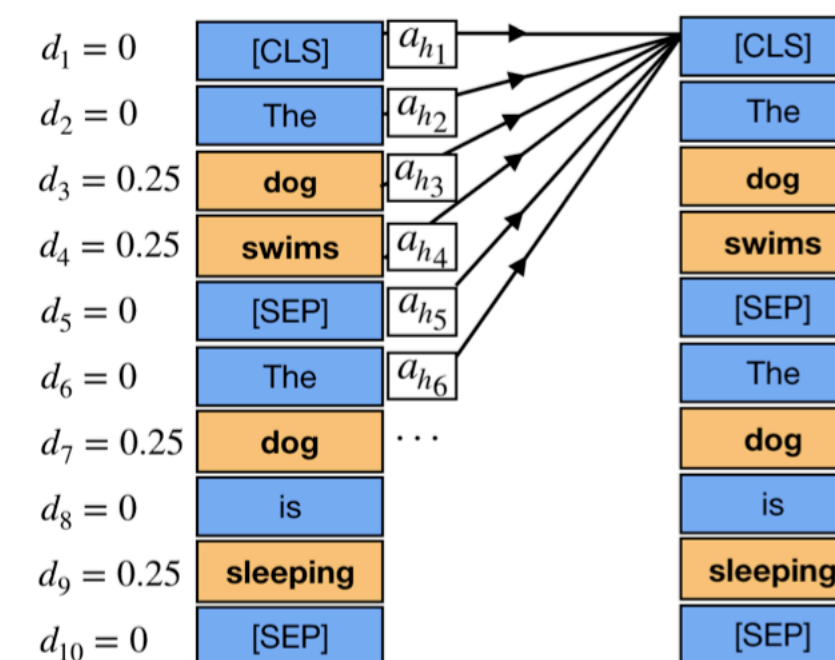 d₁ = 0 [CLS] aₕ₁ [CLS]
d₂ = 0 The aₕ₂ The
d₃ = 0.25 dog aₕ₃ dog
d₄ = 0.25 swims aₕ₄ swims
d₅ = 0 [SEP] aₕ₅ [SEP]
d₆ = 0 The aₕ₆ The
d₇ = 0.25 dog ... dog
d₈ = 0 is is
d₉ = 0.25 sleeping sleeping
d₁₀ = 0 [SEP] [SEP]